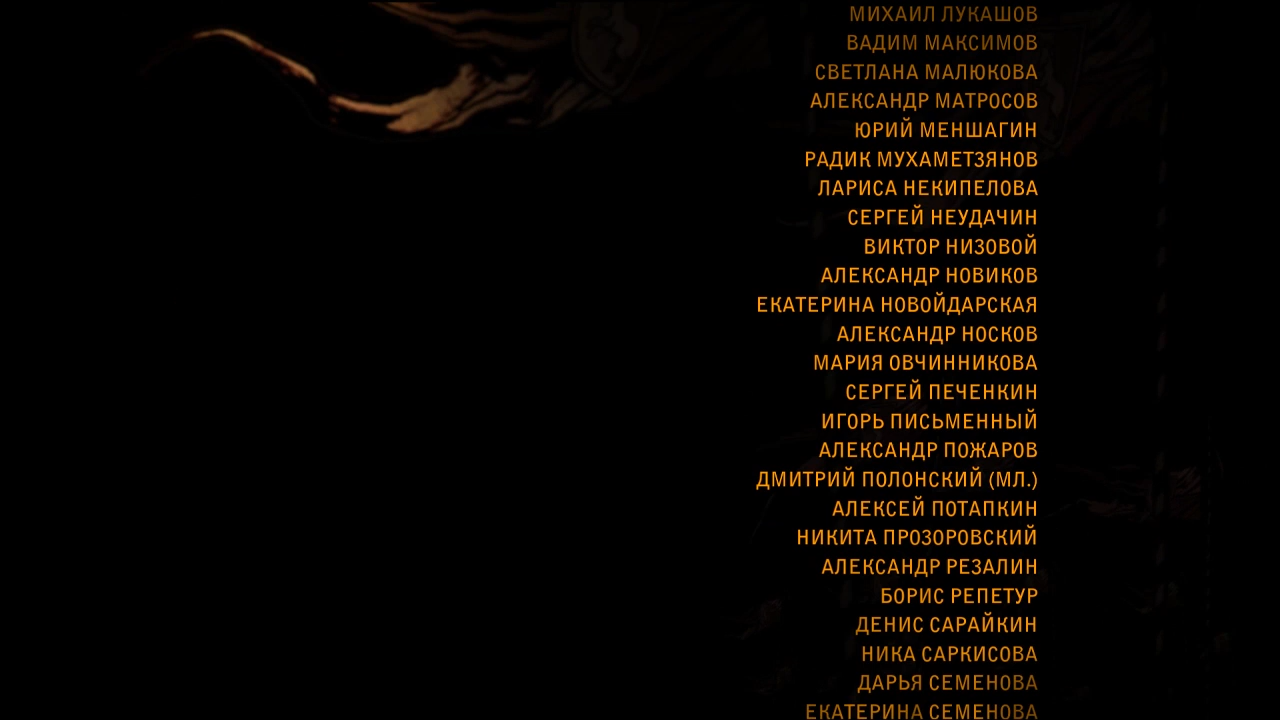 МИХАИЛ ЛУКАШОВ
ВАДИМ МАКСИМОВ
СВЕТЛАНА МАЛЮКОВА
АЛЕКСАНДР МАТРОСОВ
ЮРИЙ МЕНШАГИН
РАДИК МУХАМЕТЗЯНОВ
ЛАРИСА НЕКИПЕЛОВА
СЕРГЕЙ НЕУДАЧИН
ВИКТОР НИЗОВОЙ
АЛЕКСАНДР НОВИКОВ
ЕКАТЕРИНА НОВОЙДАРСКАЯ
АЛЕКСАНДР НОСКОВ
МАРИЯ ОВЧИННИКОВА
СЕРГЕЙ ПЕЧЕНКИН
ИГОРЬ ПИСЬМЕННЫЙ
АЛЕКСАНДР ПОЖАРОВ
ДМИТРИЙ ПОЛОНСКИЙ (МЛ.)
АЛЕКСЕЙ ПОТАПКИН
НИКИТА ПРОЗОРОВСКИЙ
АЛЕКСАНДР РЕЗАЛИН
БОРИС РЕПЕТУР
ДЕНИС САРАЙКИН
НИКА САРКИСОВА
ДАРЬЯ СЕМЕНОВА
ЕКАТЕРИНА СЕМЕНОВА